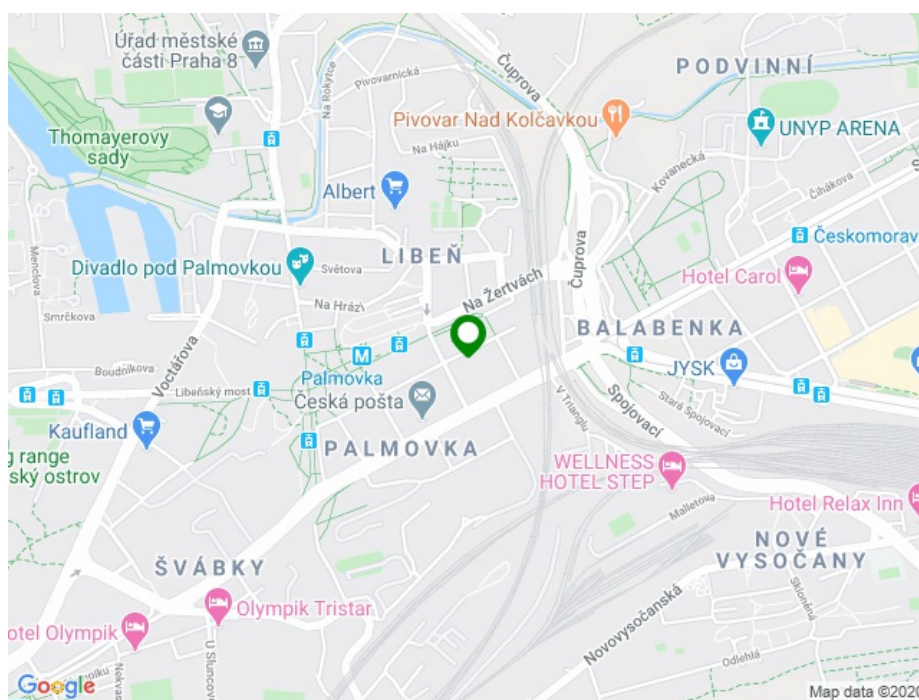 Úřad městské
části Praha 8
Na Rokytce
Pivovarnická
Čuprova
PODVINNÍ
Thomayerovy
sady
Na Hájku
Pivovar Nad Kolčavkou
UNYP ARENA
Kovanecká
Albert
Čihákova
LIBEŇ
Českomorav
Menclova
Divadlo pod Palmovkou
Světova
Na Žertvách
Čuprova
Hotel Carol
Smrčkova
Na Hrázi
BALABENKA
M
Palmovka
JYSK
Boudníkova
Voctářova
Libeňský most
Česká pošta
V Trianglu
Spojovací
Stará Spojovací
Kaufland
PALMOVKA
g range
ský ostrov
WELLNESS
HOTEL STEP
Malletova
Hotel Relax Inn
NOVÉ
VYSOČANY
ŠVÁBKY
Olympik Tristar
Skloněná
otel Olympik
Novovysočanská
U Sluncov
Odlehlá
Nekvas
Google
Map data ©202